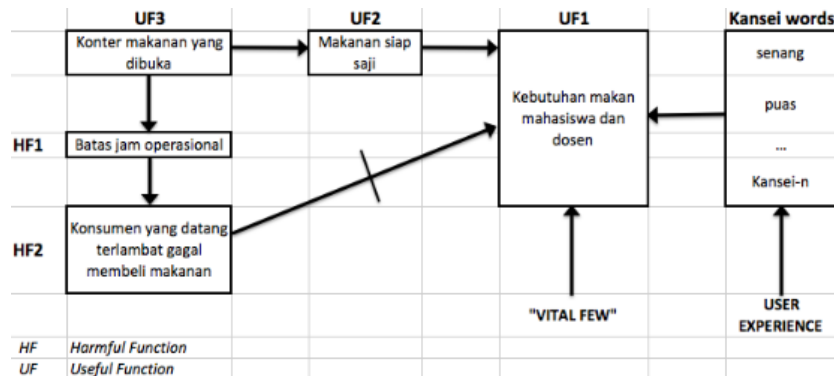 UF3
UF2
UF1
Kansei words
Konter makanan yang
dibuka
Makanan siap
saji
Kebutuhan makan
mahasiswa dan
dosen
senang
puas
...
Kansei-n
HF1
Batas jam operasional
HF2
Konsumen yang datang
terlambat gagal
membeli makanan
"VITAL FEW"
USER
EXPERIENCE
HF Harmful Function
UF Useful Function